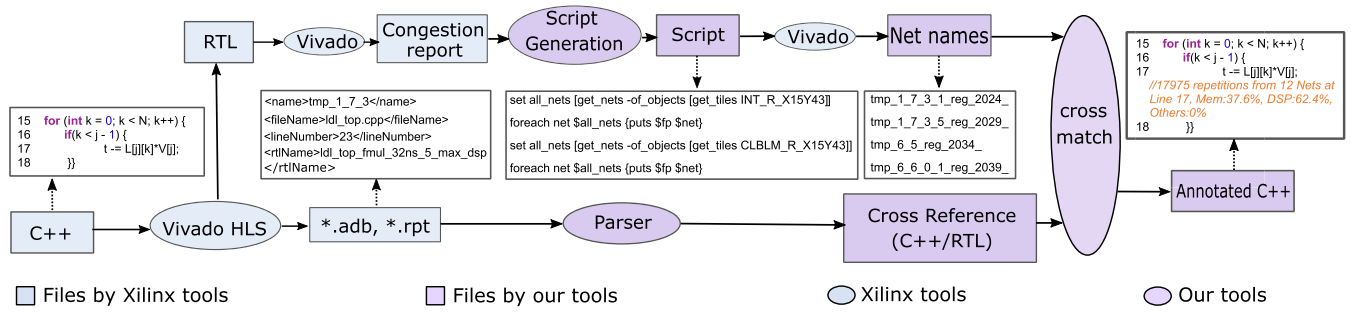 RTL
Vivado
Congestion
report
Script
Generation
Script
Vivado
Net names
15 for (int k = 0; k < N; k++) {
16 if(k < j - 1) {
17 t -= L[j][k]*V[j];
18 }}
<name>tmp_1_7_3</name>
<fileName>ldl_top.cpp</fileName>
<lineNumber>23</lineNumber>
<rtlName>ldl_top_fmul_32ns_5_max_dsp
</rtlName>
set all_nets [get_nets -of_objects [get_tiles INT_R_X15Y43]]
foreach net $all_nets {puts $fp $net}
set all_nets [get_nets -of_objects [get_tiles CLBLM_R_X15Y43]]
foreach net $all_nets {puts $fp $net}
tmp_1_7_3_1_reg_2024_
tmp_1_7_3_5_reg_2029_
tmp_6_5_reg_2034_
tmp_6_6_0_1_reg_2039_
cross
match
15 for (int k = 0; k < N; k++) {
16 if(k < j - 1) {
17 t -= L[j][k]*V[j];
//17975 repetitions from 12 Nets at
Line 17, Mem:37.6%, DSP:62.4%,
Others:0%
18 }}
C++
Vivado HLS
*.adb, *.rpt
Parser
Cross Reference
(C++/RTL)
Annotated C++
Files by Xilinx tools
Files by our tools
Xilinx tools
Our tools